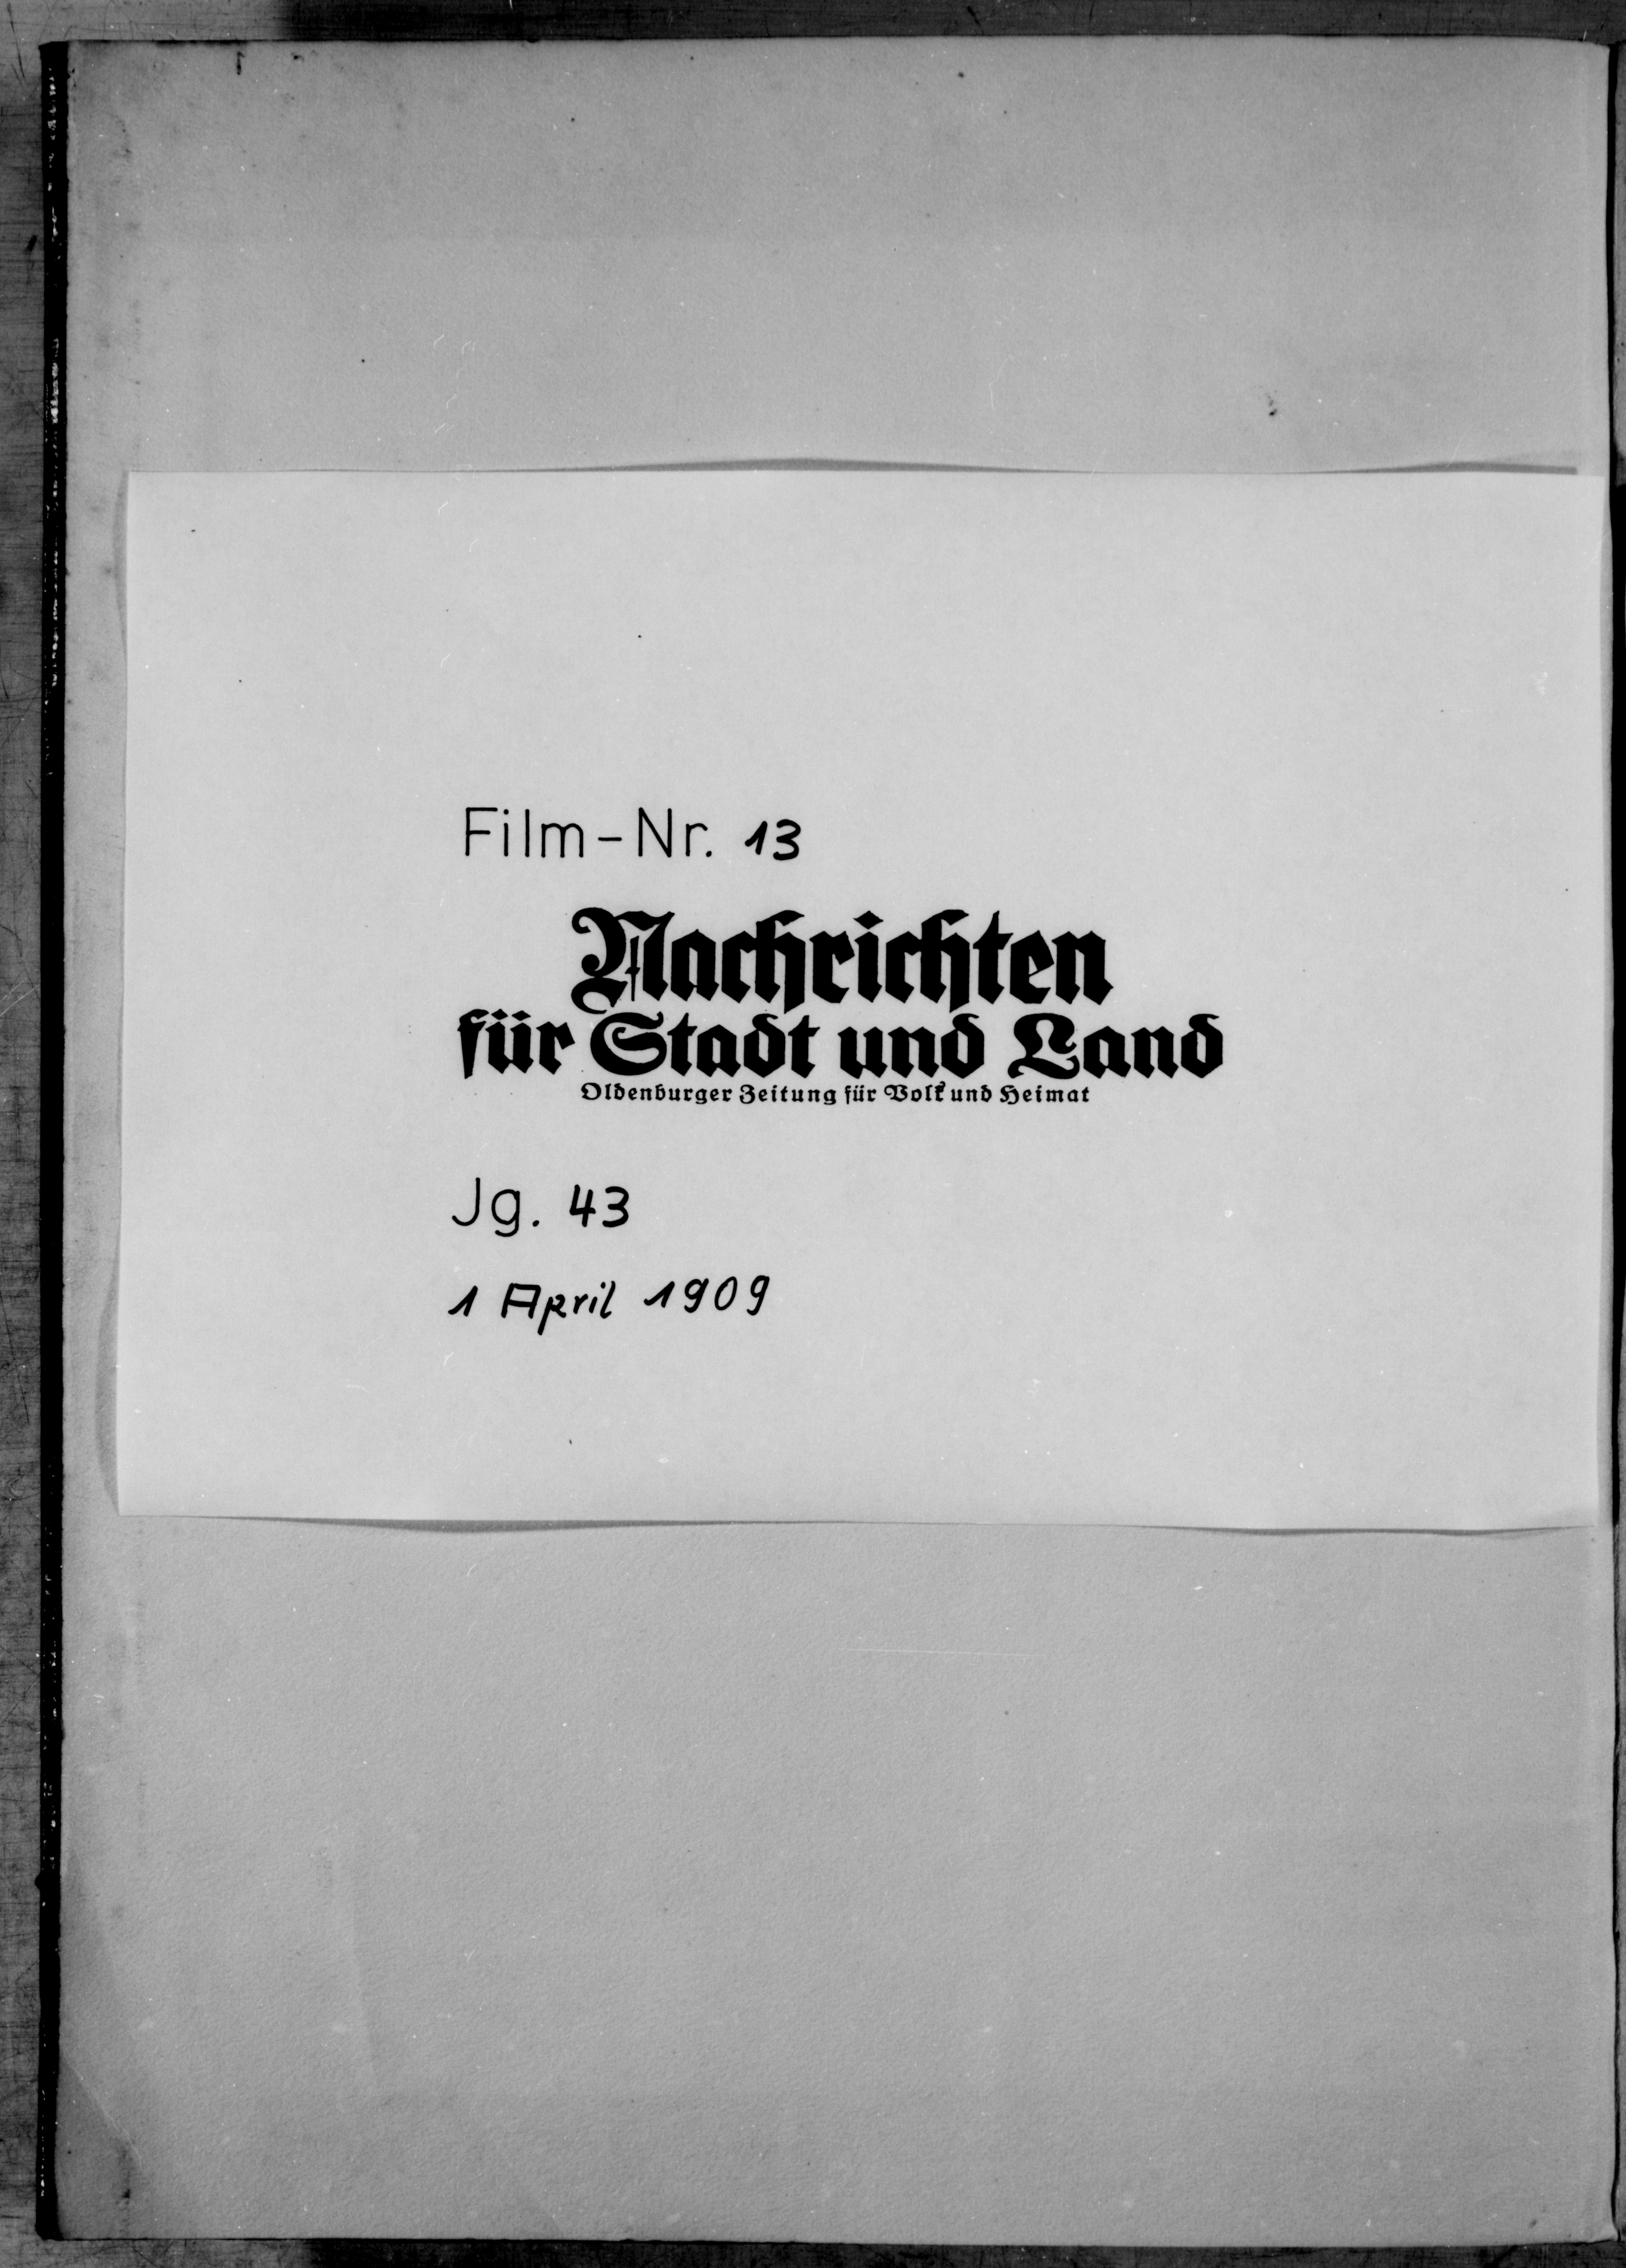 Film-Nr. 13
Nachrichten
für Stadt und Land
Oldenburger Zeitung für Volk und Heimat
Jg. 43
1 April 1909